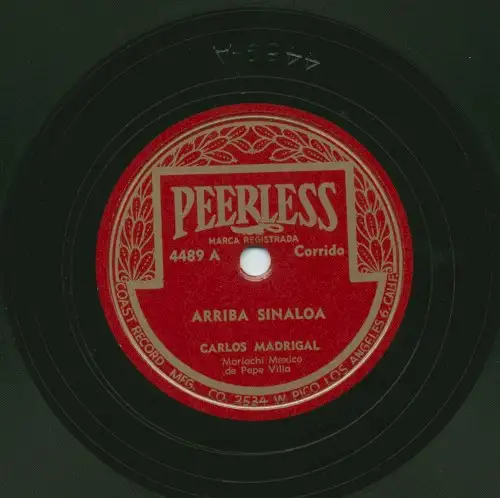 PEERLESS
MARCA REGISTRADA
4489 A
Corrido
ARRIBA SINALOA
CARLOS MADRIGAL
Mariachi Mexico
de Pepe Villa
COAST RECORD MFG. CO. 2534 W. PICO LOS ANGELES 6, CALIF.